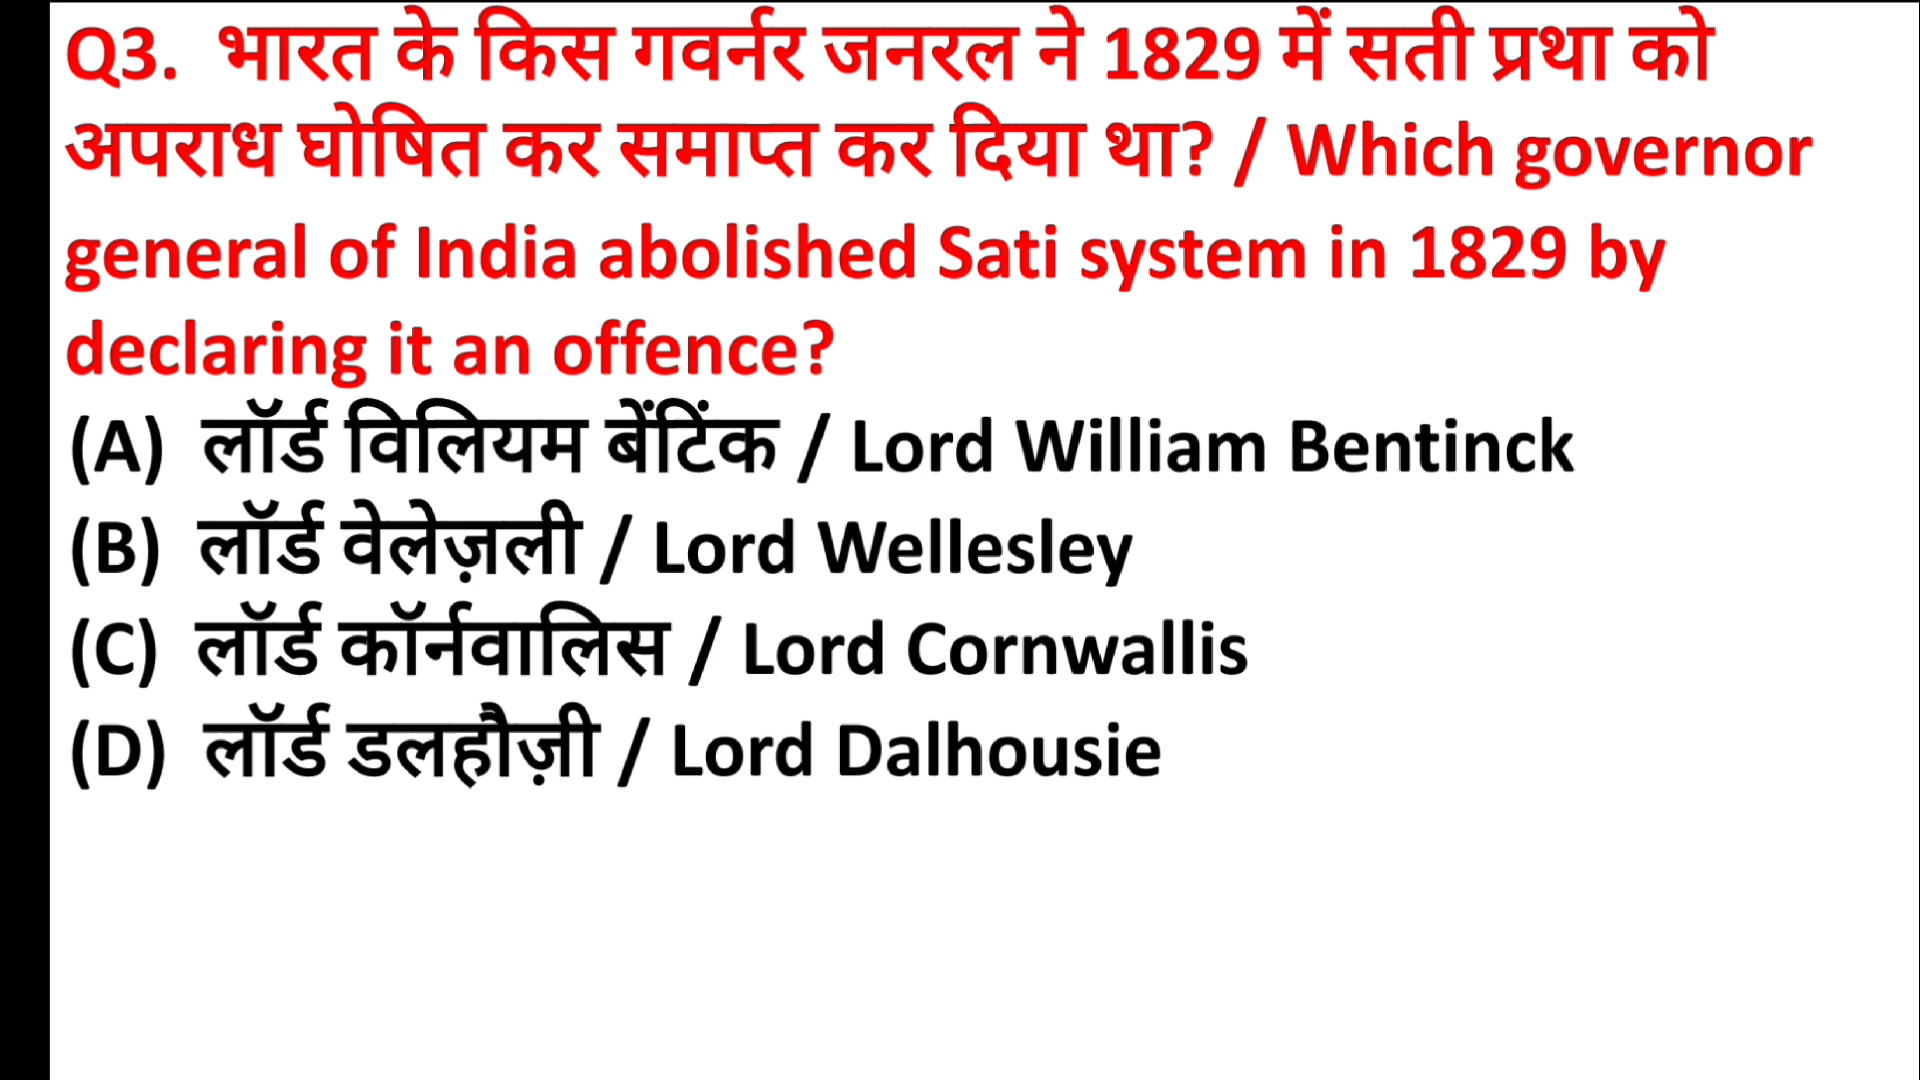 Q3. भारत के किस गवर्नर जनरल ने 1829 में सती प्रथा को
अपराध घोषित कर समाप्त कर दिया था? / Which governor
general of India abolished Sati system in 1829 by
declaring it an offence?
(A) लॉर्ड विलियम बेंटिंक / Lord William Bentinck
(B) लॉर्ड वेलेज़ली / Lord Wellesley
(C) लॉर्ड कॉर्नवालिस / Lord Cornwallis
(D) लॉर्ड डलहौज़ी / Lord Dalhousie